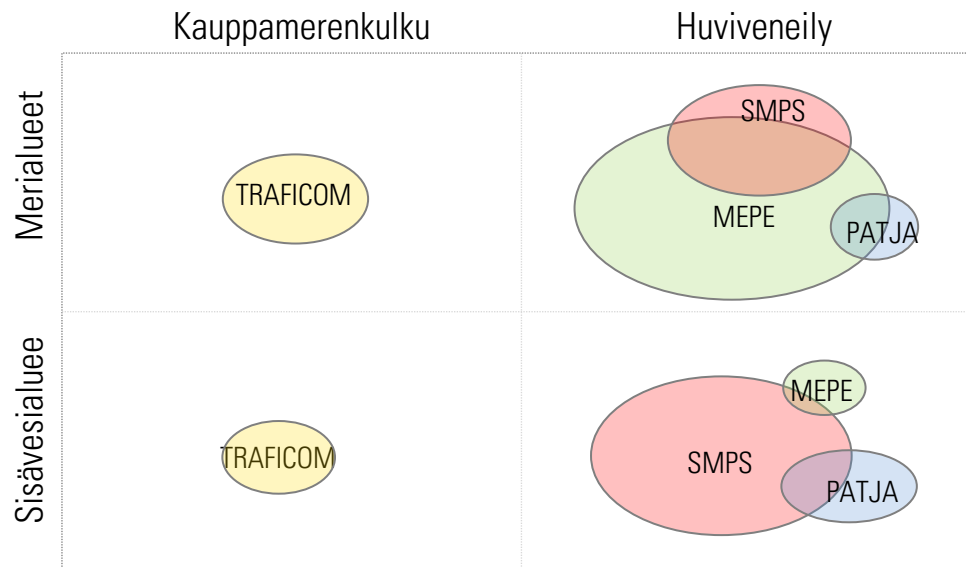 Kauppamerenkulku
Huviveneily
Merialueet
SMPS
TRAFICOM
MEPE
PATJA
Sisävesialuee
MEPE
TRAFICOM
SMPS
PATJA